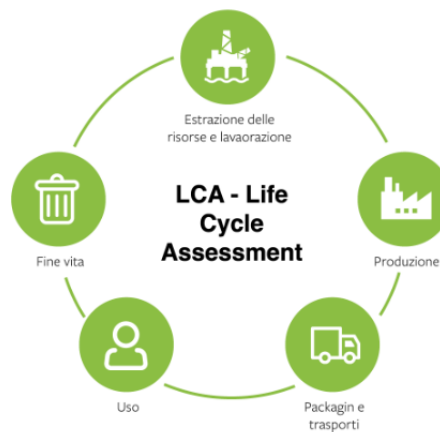 Estrazione delle
risorse e lavaorazione
LCA - Life
Cycle
Assessment
Fine vita
Produzione
Uso
Packagin e
trasporti